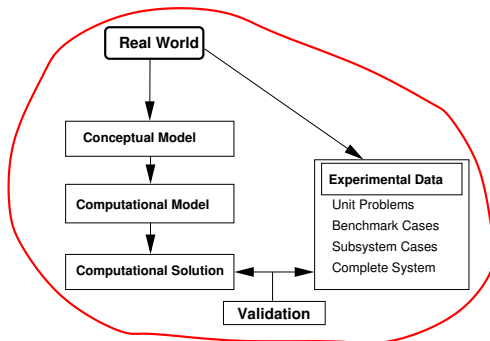 Real World
Conceptual Model
Computational Model
Computational Solution
Experimental Data
Unit Problems
Benchmark Cases
Subsystem Cases
Complete System
Validation